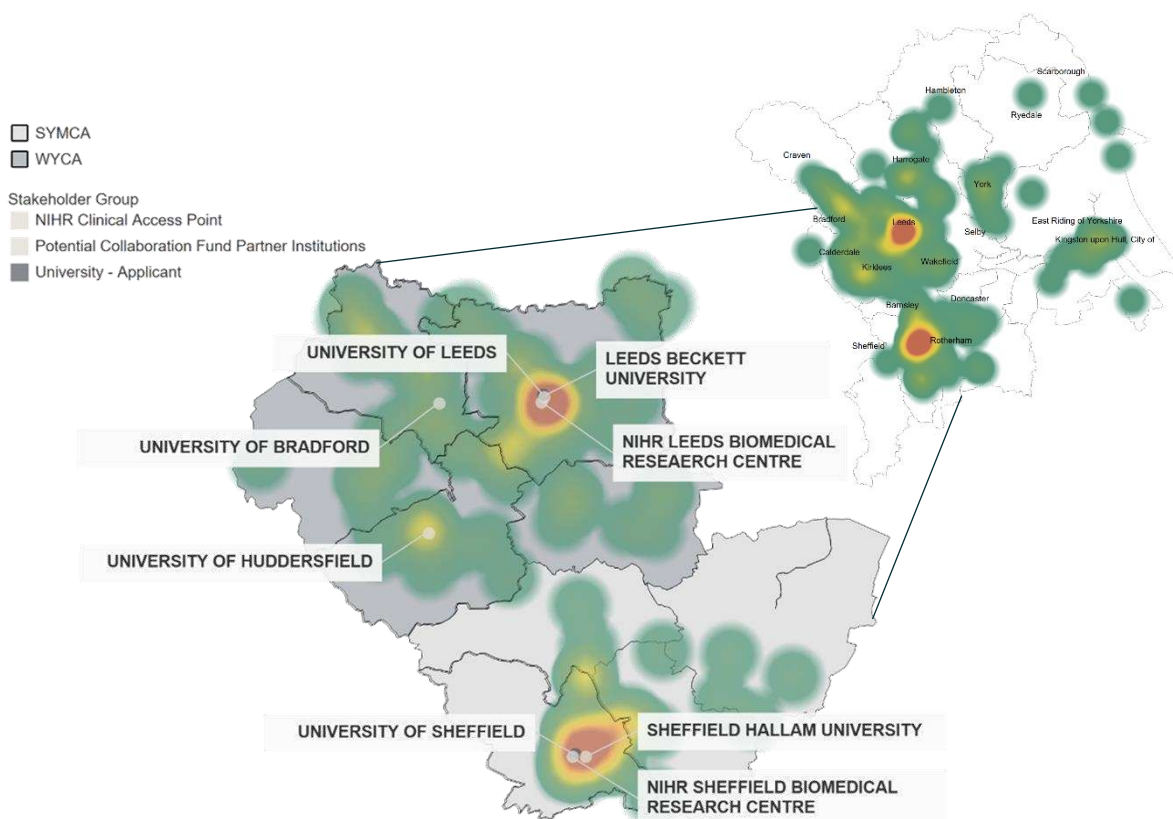 SYMCA
WYCA
Stakeholder Group
NIHR Clinical Access Point
Potential Collaboration Fund Partner Institutions
University - Applicant
Scarborough
Hambleton
Ryedale
Craven
Harrogate
York
Bradford
Leeds
East Riding of Yorkshire
Selby
Kingston upon Hull, City of
Calderdale
Kirklees
Wakefield
Barnsley
Doncaster
Sheffield
Rotherham
UNIVERSITY OF LEEDS
LEEDS BECKETT
UNIVERSITY
UNIVERSITY OF BRADFORD
NIHR LEEDS BIOMEDICAL
RESEAERCH CENTRE
UNIVERSITY OF HUDDERSFIELD
UNIVERSITY OF SHEFFIELD
SHEFFIELD HALLAM UNIVERSITY
NIHR SHEFFIELD BIOMEDICAL
RESEARCH CENTRE